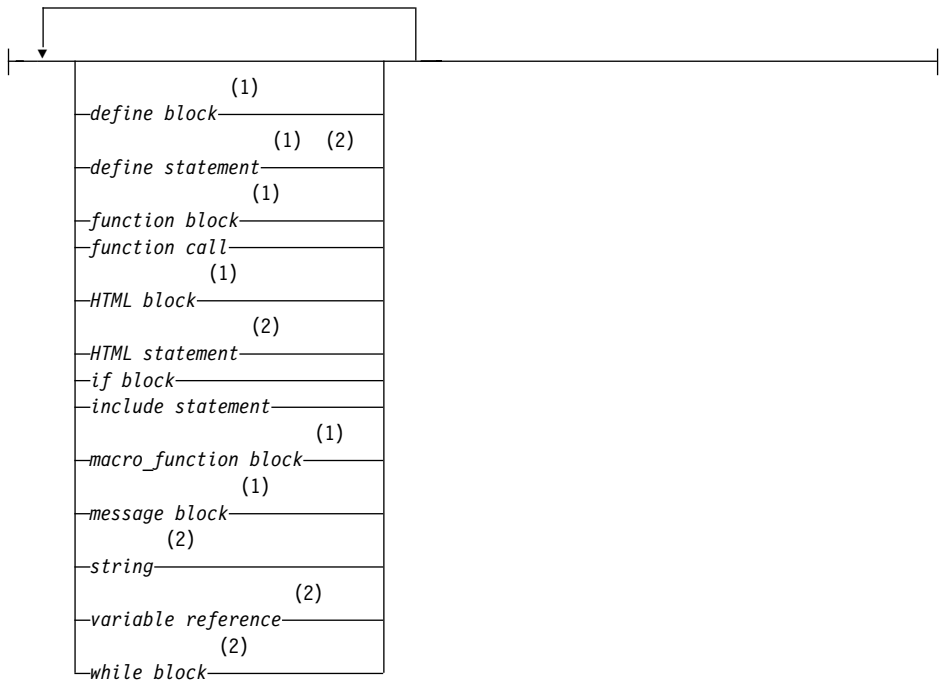 (1)
define block
(1) (2)
define statement
(1)
function block
function call
(1)
HTML block
(2)
HTML statement
if block
include statement
(1)
macro_function block
(1)
message block
(2)
string
(2)
variable reference
(2)
while block